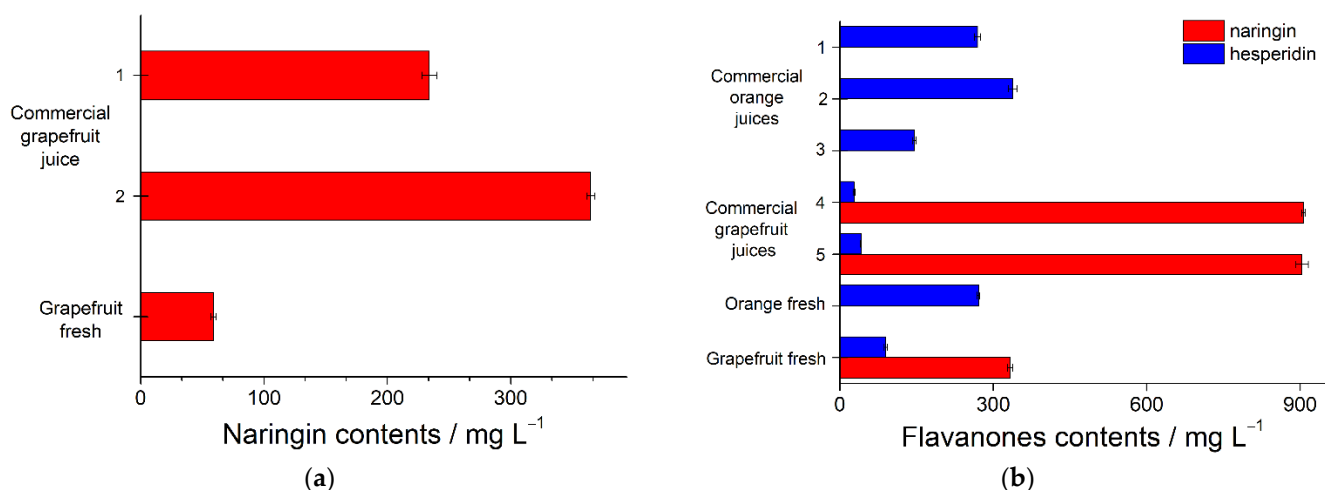 1
Commercial
grapefruit
juice
2
Grapefruit
fresh
0 100 200 300
Naringin contents / mg L⁻¹
(a)
naringin
hesperidin
1
Commercial
orange
juices
2
3
4
Commercial
grapefruit
juices
5
Orange fresh
Grapefruit fresh
0 300 600 900
Flavanones contents / mg L⁻¹
(b)